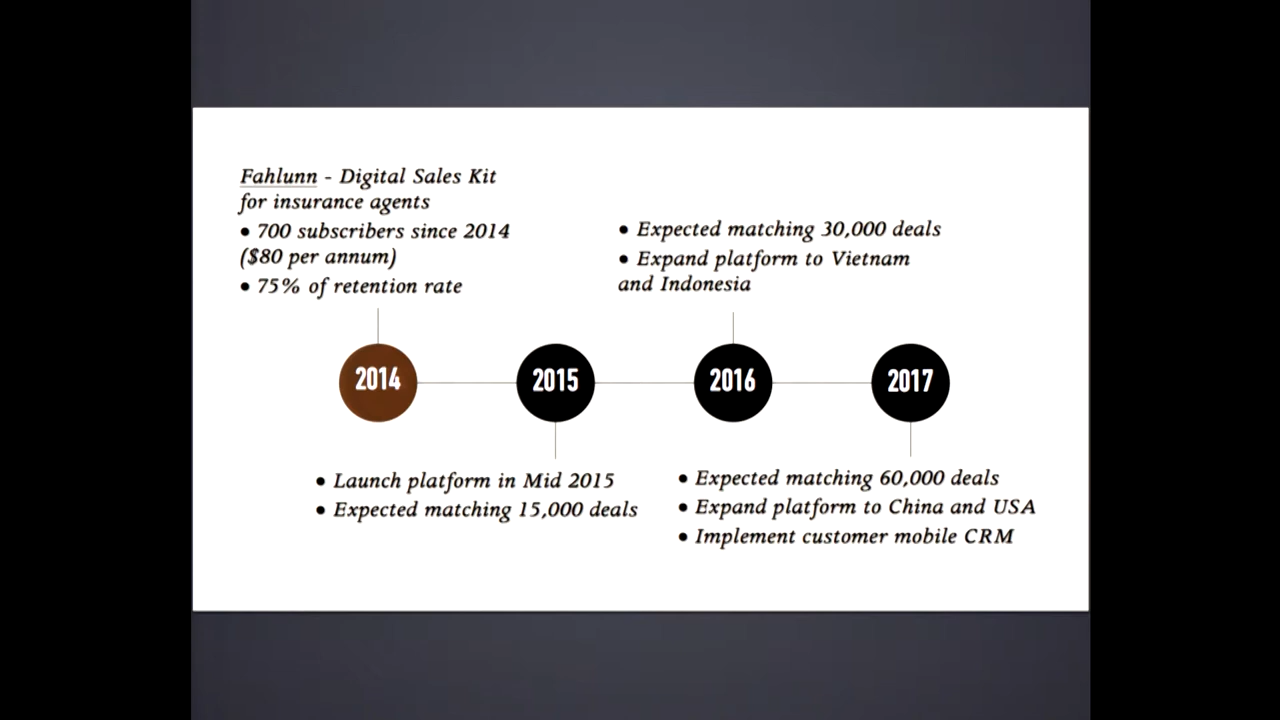 Fahlunn - Digital Sales Kit
for insurance agents
• 700 subscribers since 2014
($80 per annum)
• 75% of retention rate
• Expected matching 30,000 deals
• Expand platform to Vietnam
and Indonesia
2014
2015
2016
2017
• Launch platform in Mid 2015
• Expected matching 15,000 deals
• Expected matching 60,000 deals
• Expand platform to China and USA
• Implement customer mobile CRM